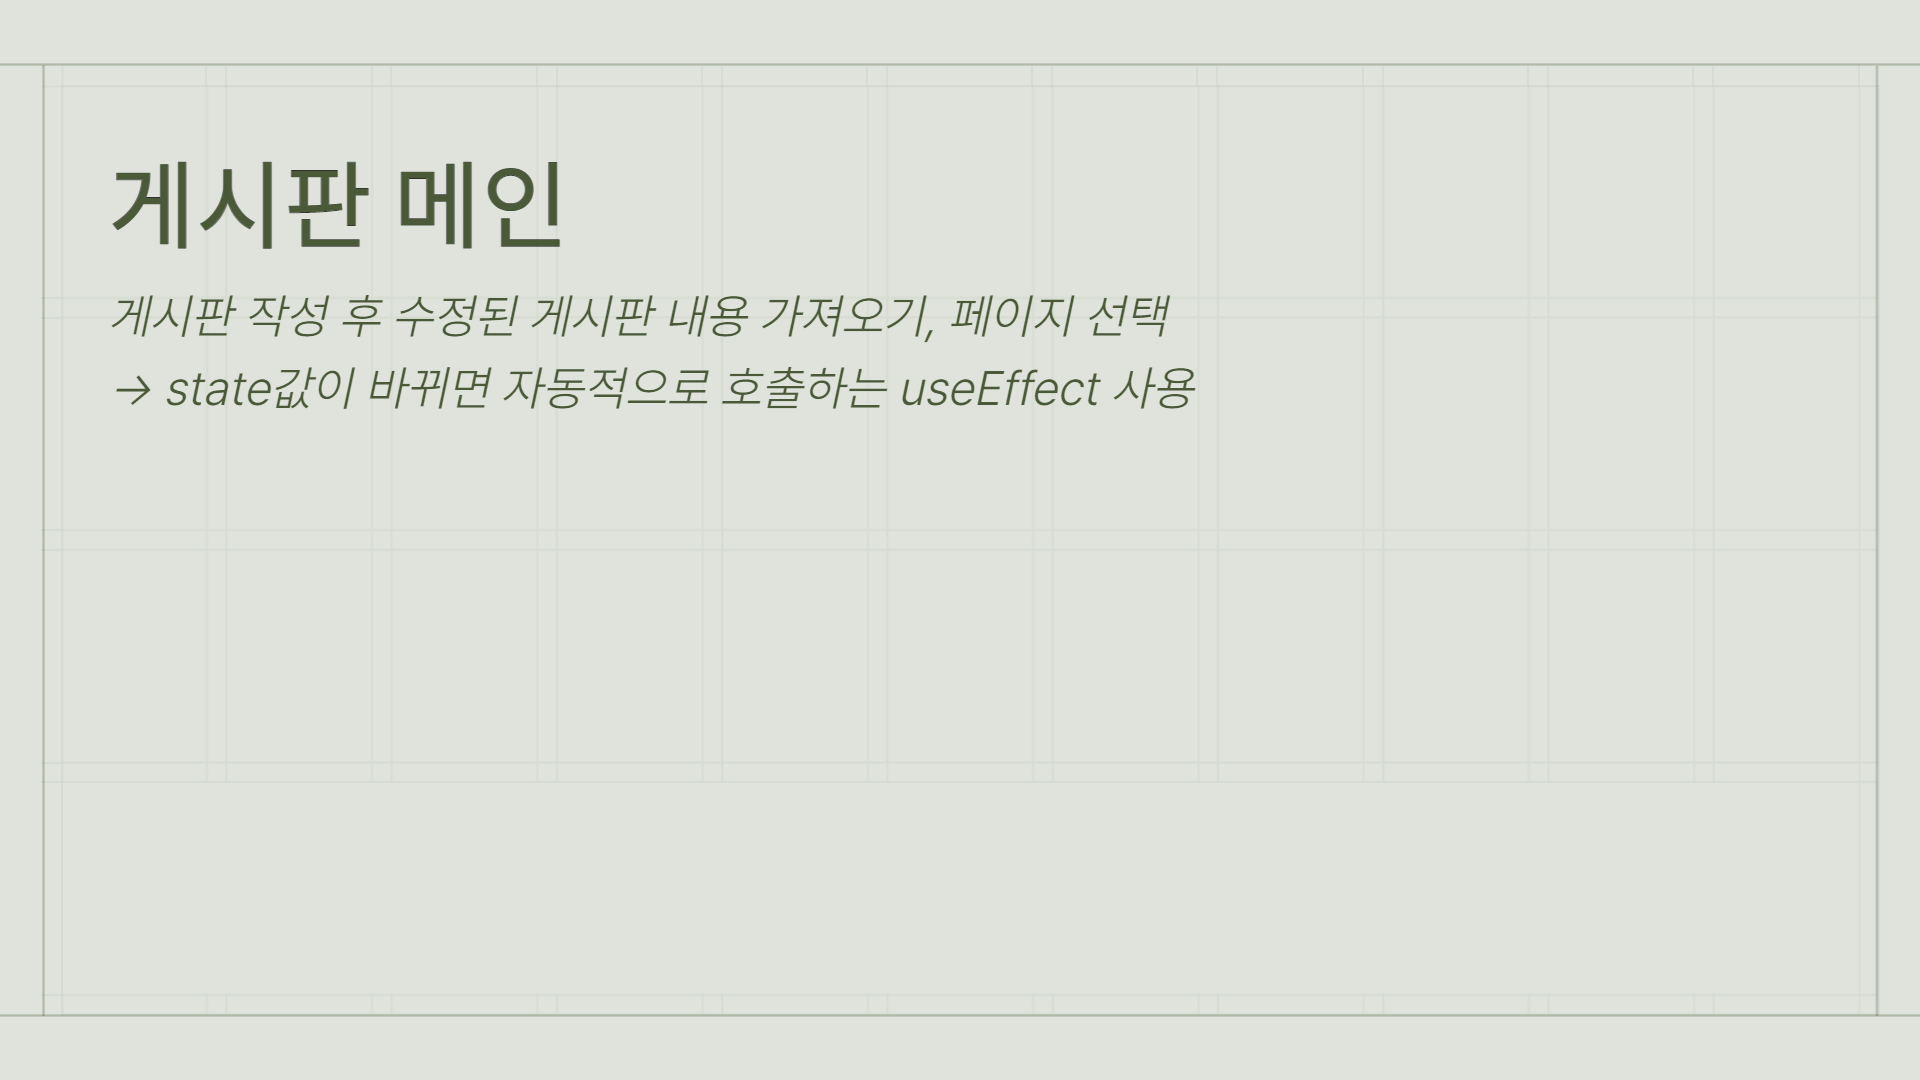 게시판 메인
게시판 작성 후 수정된 게시판 내용 가져오기, 페이지 선택
→ state값이 바뀌면 자동적으로 호출하는 useEffect 사용